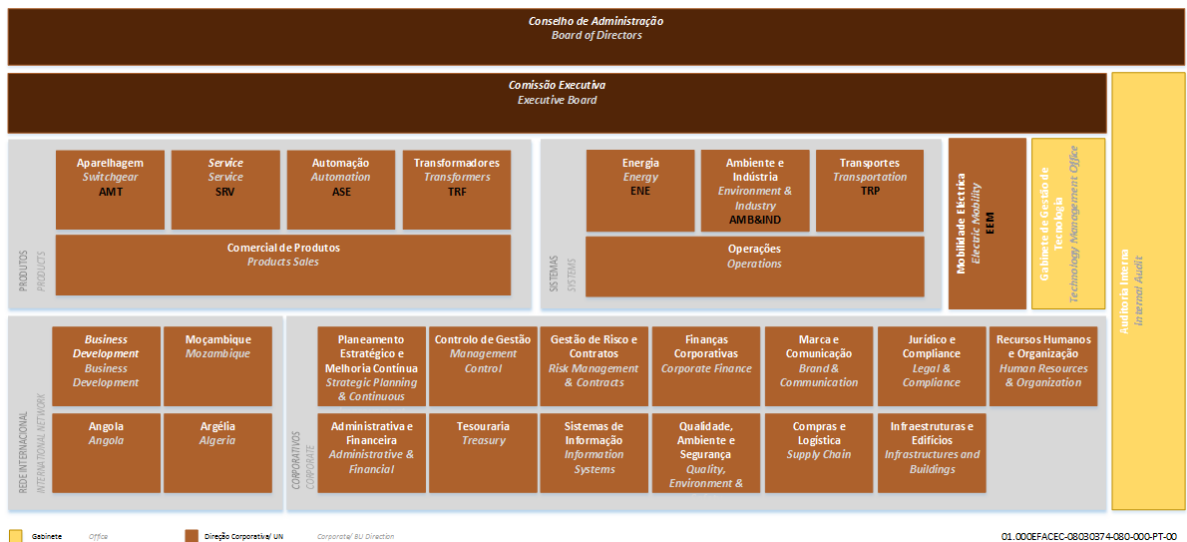 Conselho de Administração
Board of Directors
Comissão Executiva
Executive Board
PRODUTOS
PRODUCTS
Aparelhagem
Switchgear
AMT
Service
Service
SRV
Automação
Automation
ASE
Transformadores
Transformers
TRF
Comercial de Produtos
Products Sales
SISTEMAS
SYSTEMS
Energia
Energy
ENE
Ambiente e
Indústria
Environment &
Industry
AMB&IND
Transportes
Transportation
TRP
Operações
Operations
Mobilidade Eléctrica
Electric Mobility
EEM
Gabinete de Gestão de
Tecnologia
Technology Management Office
Auditoria Interna
Internal Audit
REDE INTERNACIONAL
INTERNATIONAL NETWORK
Business
Development
Business
Development
Moçambique
Mozambique
Angola
Angola
Argélia
Algeria
CORPORATIVOS
CORPORATE
Planeamento
Estratégico e
Melhoria Contínua
Strategic Planning
& Continuous
Controlo de Gestão
Management
Control
Gestão de Risco e
Contratos
Risk Management
& Contracts
Finanças
Corporativas
Corporate Finance
Marca e
Comunicação
Brand &
Communication
Jurídico e
Compliance
Legal &
Compliance
Recursos Humanos
e Organização
Human Resources
& Organization
Administrativa e
Financeira
Administrative &
Financial
Tesouraria
Treasury
Sistemas de
Informação
Information
Systems
Qualidade,
Ambiente e
Segurança
Quality,
Environment &
Compras e
Logística
Supply Chain
Infraestruturas e
Edifícios
Infrastructures and
Buildings
Gabinete Office
Direção Corporativa/ UN Corporate/ BU Direction
01.000EFACEC-08030374-080-000-PT-00